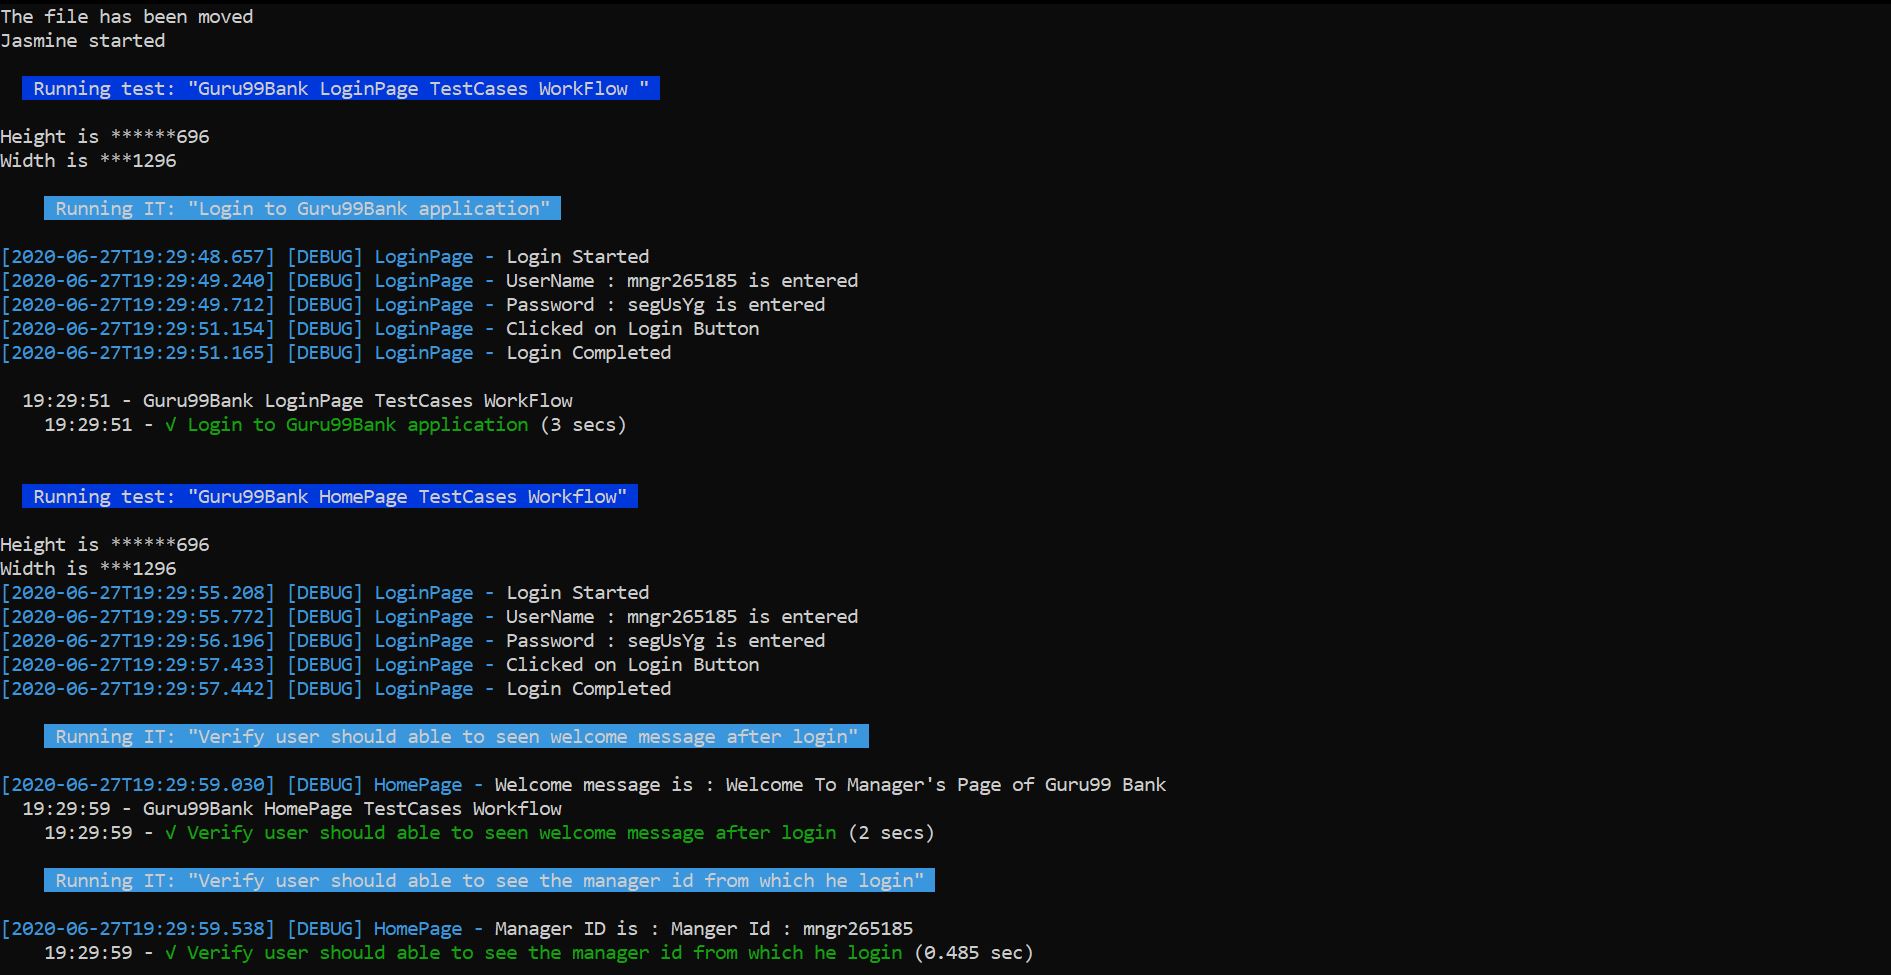 The file has been moved
Jasmine started
Running test: "Guru99Bank LoginPage TestCases WorkFlow "
Height is ******696
Width is ***1296
Running IT: "Login to Guru99Bank application"
[2020-06-27T19:29:48.657] [DEBUG] LoginPage - Login Started
[2020-06-27T19:29:49.240] [DEBUG] LoginPage - UserName : mngr265185 is entered
[2020-06-27T19:29:49.712] [DEBUG] LoginPage - Password : segUsYg is entered
[2020-06-27T19:29:51.154] [DEBUG] LoginPage - Clicked on Login Button
[2020-06-27T19:29:51.165] [DEBUG] LoginPage - Login Completed
19:29:51 - Guru99Bank LoginPage TestCases WorkFlow
19:29:51 - √ Login to Guru99Bank application (3 secs)
Running test: "Guru99Bank HomePage TestCases Workflow"
Height is ******696
Width is ***1296
[2020-06-27T19:29:55.208] [DEBUG] LoginPage - Login Started
[2020-06-27T19:29:55.772] [DEBUG] LoginPage - UserName : mngr265185 is entered
[2020-06-27T19:29:56.196] [DEBUG] LoginPage - Password : segUsYg is entered
[2020-06-27T19:29:57.433] [DEBUG] LoginPage - Clicked on Login Button
[2020-06-27T19:29:57.442] [DEBUG] LoginPage - Login Completed
Running IT: "Verify user should able to seen welcome message after login"
[2020-06-27T19:29:59.030] [DEBUG] HomePage - Welcome message is : Welcome To Manager's Page of Guru99 Bank
19:29:59 - Guru99Bank HomePage TestCases Workflow
19:29:59 - √ Verify user should able to seen welcome message after login (2 secs)
Running IT: "Verify user should able to see the manager id from which he login"
[2020-06-27T19:29:59.538] [DEBUG] HomePage - Manager ID is : Manger Id : mngr265185
19:29:59 - √ Verify user should able to see the manager id from which he login (0.485 sec)